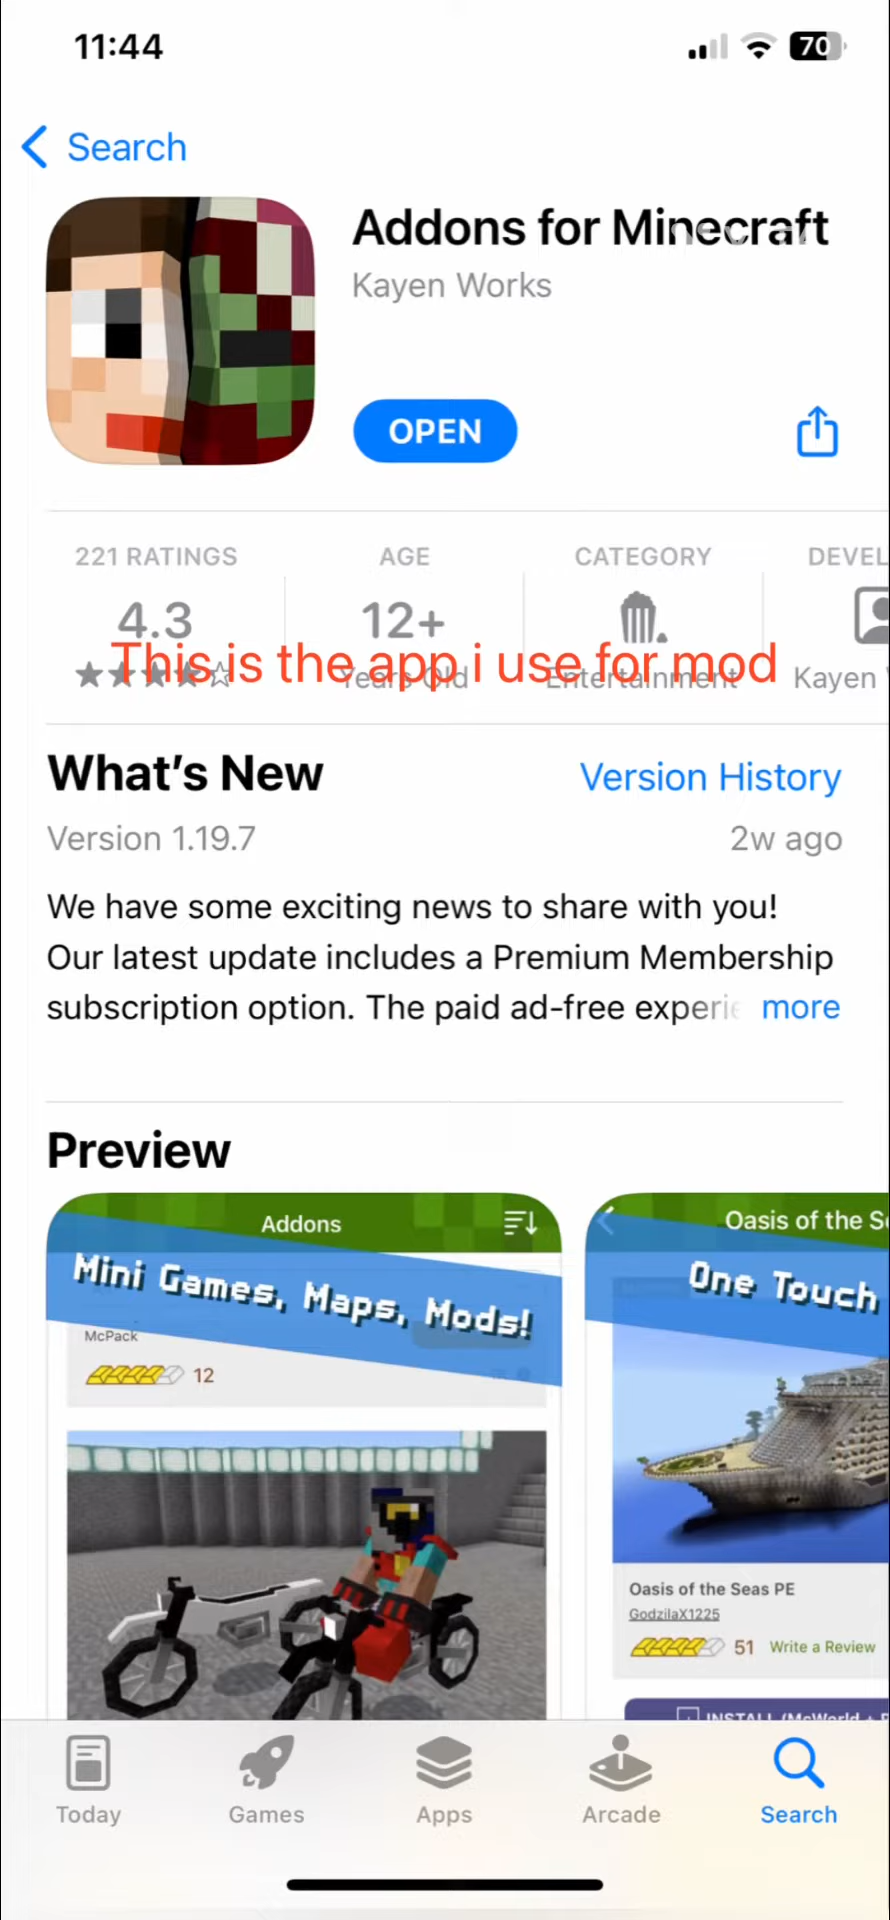 11:44
70
Search
Addons for Minecraft
Kayen Works
OPEN
221 RATINGS
AGE
CATEGORY
DEVEL
4.3
12+
This is the app i use for mod
Years Old
Entertainment
Kayen
What's New
Version History
Version 1.19.7
2w ago
We have some exciting news to share with you!
Our latest update includes a Premium Membership
subscription option. The paid ad-free experie more
Preview
Addons
Mini Games, Maps, Mods!
McPack
12
Oasis of the Se
One Touch
Oasis of the Seas PE
GodzilaX1225
51 Write a Review
INSTALL (McWorld +
Today
Games
Apps
Arcade
Search